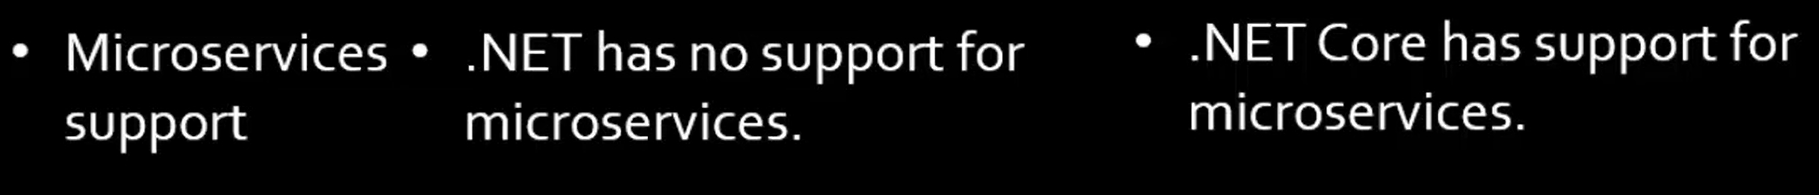 • Microservices
support
• .NET has no support for
microservices.
• .NET Core has support for
microservices.